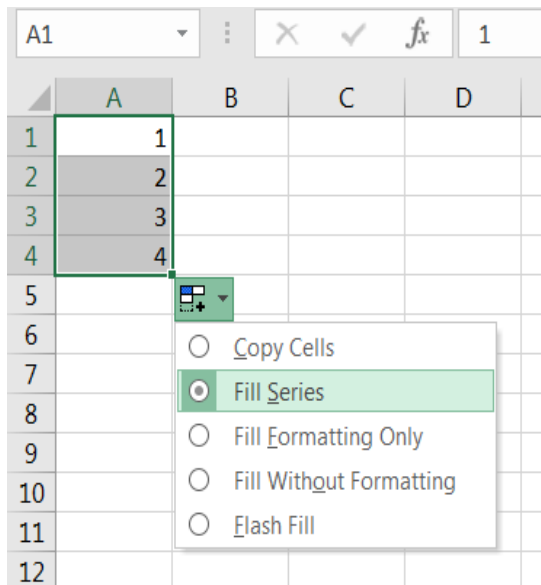 A1 fx 1
A B C D
1 1
2 2
3 3
4 4
5
6 Copy Cells
7 Fill Series
8 Fill Formatting Only
9 Fill Without Formatting
10 Flash Fill
11
12